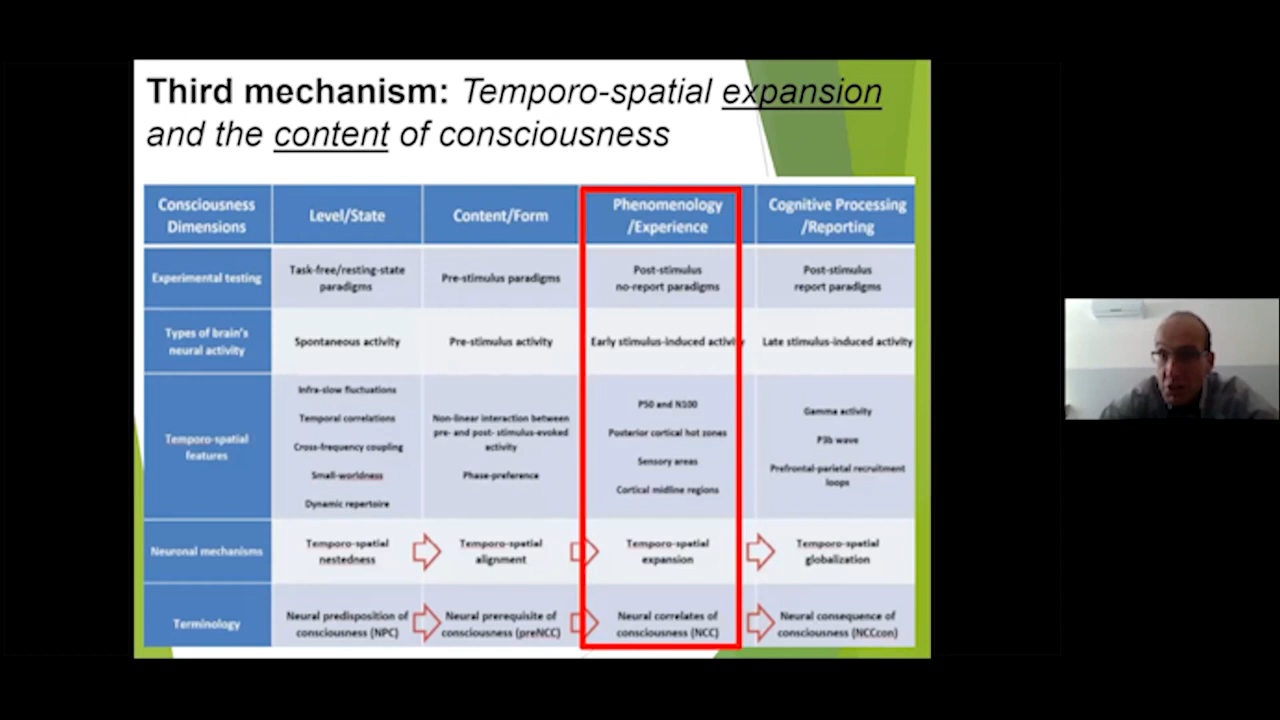 Third mechanism: Temporo-spatial expansion
and the content of consciousness
Consciousness
Dimensions
Level/State
Content/Form
Phenomenology
/Experience
Cognitive Processing
/Reporting
Experimental testing
Task-free/resting-state
paradigms
Pre-stimulus paradigms
Post-stimulus
no-report paradigms
Post-stimulus
report paradigms
Types of brain's
neural activity
Spontaneous activity
Pre-stimulus activity
Early stimulus-induced activity
Late stimulus-induced activity
Temporo-spatial
features
Infra-slow fluctuations
Temporal correlations
Cross-frequency coupling
Small-worldness
Dynamic repertoire
Non-linear interaction between
pre- and post- stimulus-evoked
activity
Phase-preference
P50 and N100
Posterior cortical hot zones
Sensory areas
Cortical midline regions
Gamma activity
P3b wave
Prefrontal-parietal recruitment
loops
Neuronal mechanisms
Temporo-spatial
nestedness
Temporo-spatial
alignment
Temporo-spatial
expansion
Temporo-spatial
globalization
Terminology
Neural predisposition of
consciousness (NPC)
Neural prerequisite of
consciousness (preNCC)
Neural correlates of
consciousness (NCC)
Neural consequence of
consciousness (NCCcon)